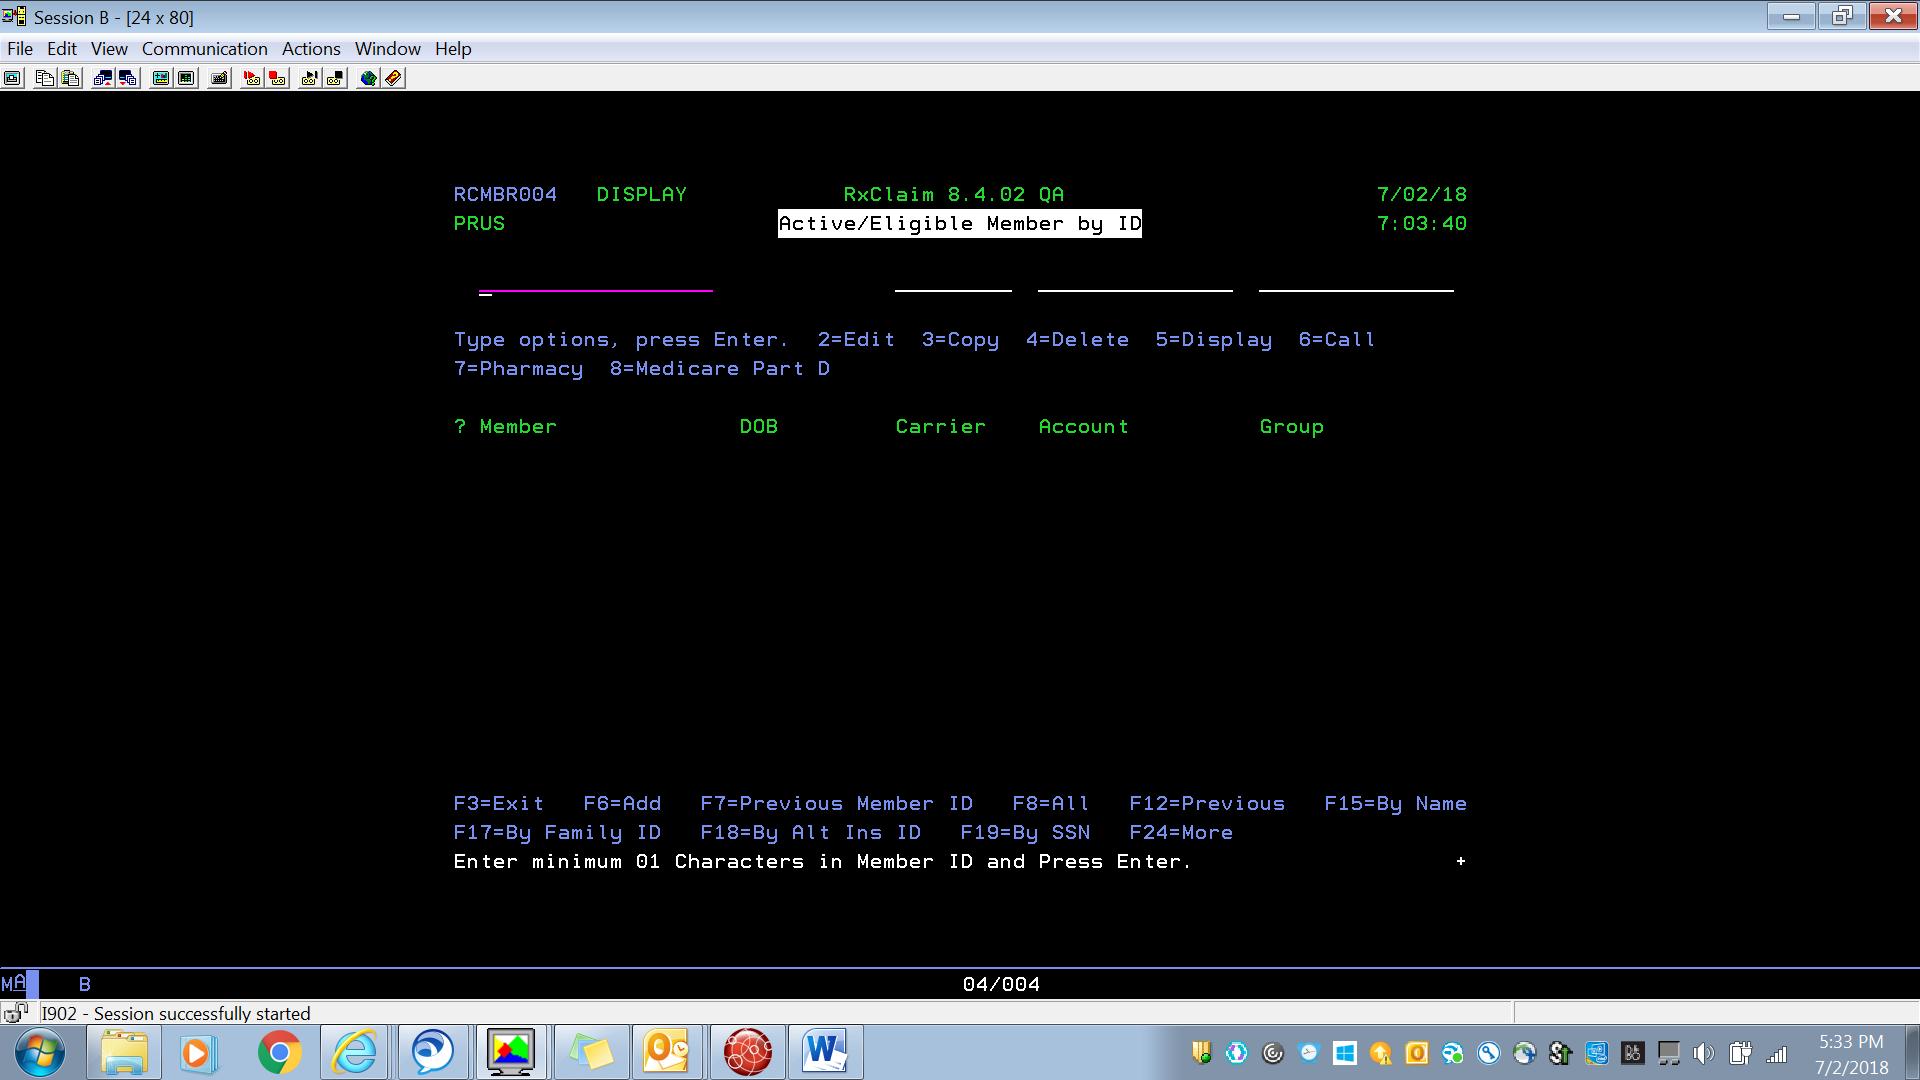 Session B - [24 x 80]
File Edit View Communication Actions Window Help
RCMBR004 DISPLAY RxClaim 8.4.02 QA 7/02/18
PRUS Active/Eligible Member by ID 7:03:40
Type options, press Enter. 2=Edit 3=Copy 4=Delete 5=Display 6=Call
7=Pharmacy 8=Medicare Part D
? Member DOB Carrier Account Group
F3=Exit F6=Add F7=Previous Member ID F8=All F12=Previous F15=By Name
F17=By Family ID F18=By Alt Ins ID F19=By SSN F24=More
Enter minimum 01 Characters in Member ID and Press Enter. +
MA B 04/004
I902 - Session successfully started
5:33 PM
7/2/2018